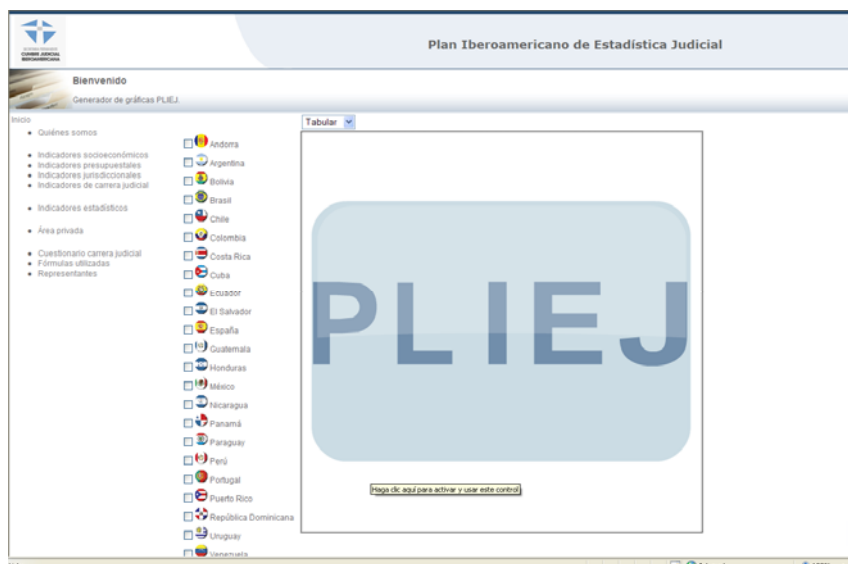 CUMBRE JUDICIAL
IBEROAMERICANA
Plan Iberoamericano de Estadística Judicial
Bienvenido
Generador de gráficas PLIEJ.
Inicio
Quiénes somos
Indicadores socioeconómicos
Indicadores presupuestales
Indicadores jurisdiccionales
Indicadores de carrera judicial
Indicadores estadísticos
Área privada
Cuestionario carrera judicial
Fórmulas utilizadas
Representantes
Andorra
Argentina
Bolivia
Brasil
Chile
Colombia
Costa Rica
Cuba
Ecuador
El Salvador
España
Guatemala
Honduras
México
Nicaragua
Panamá
Paraguay
Perú
Portugal
Puerto Rico
República Dominicana
Uruguay
Venezuela
Tabular
PLIEJ
Haga clic aquí para activar y usar este control